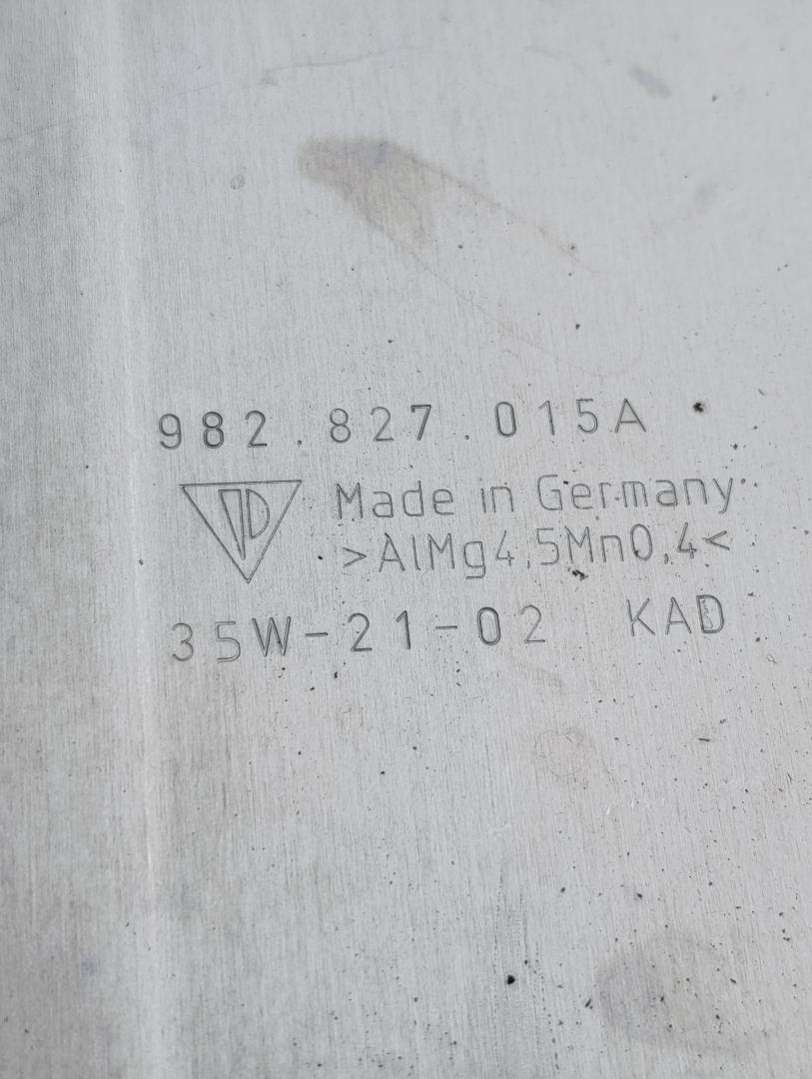 982.827.015A
Made in Germany
>AlMg4,5Mn0,4<
35W-21-02 KAD